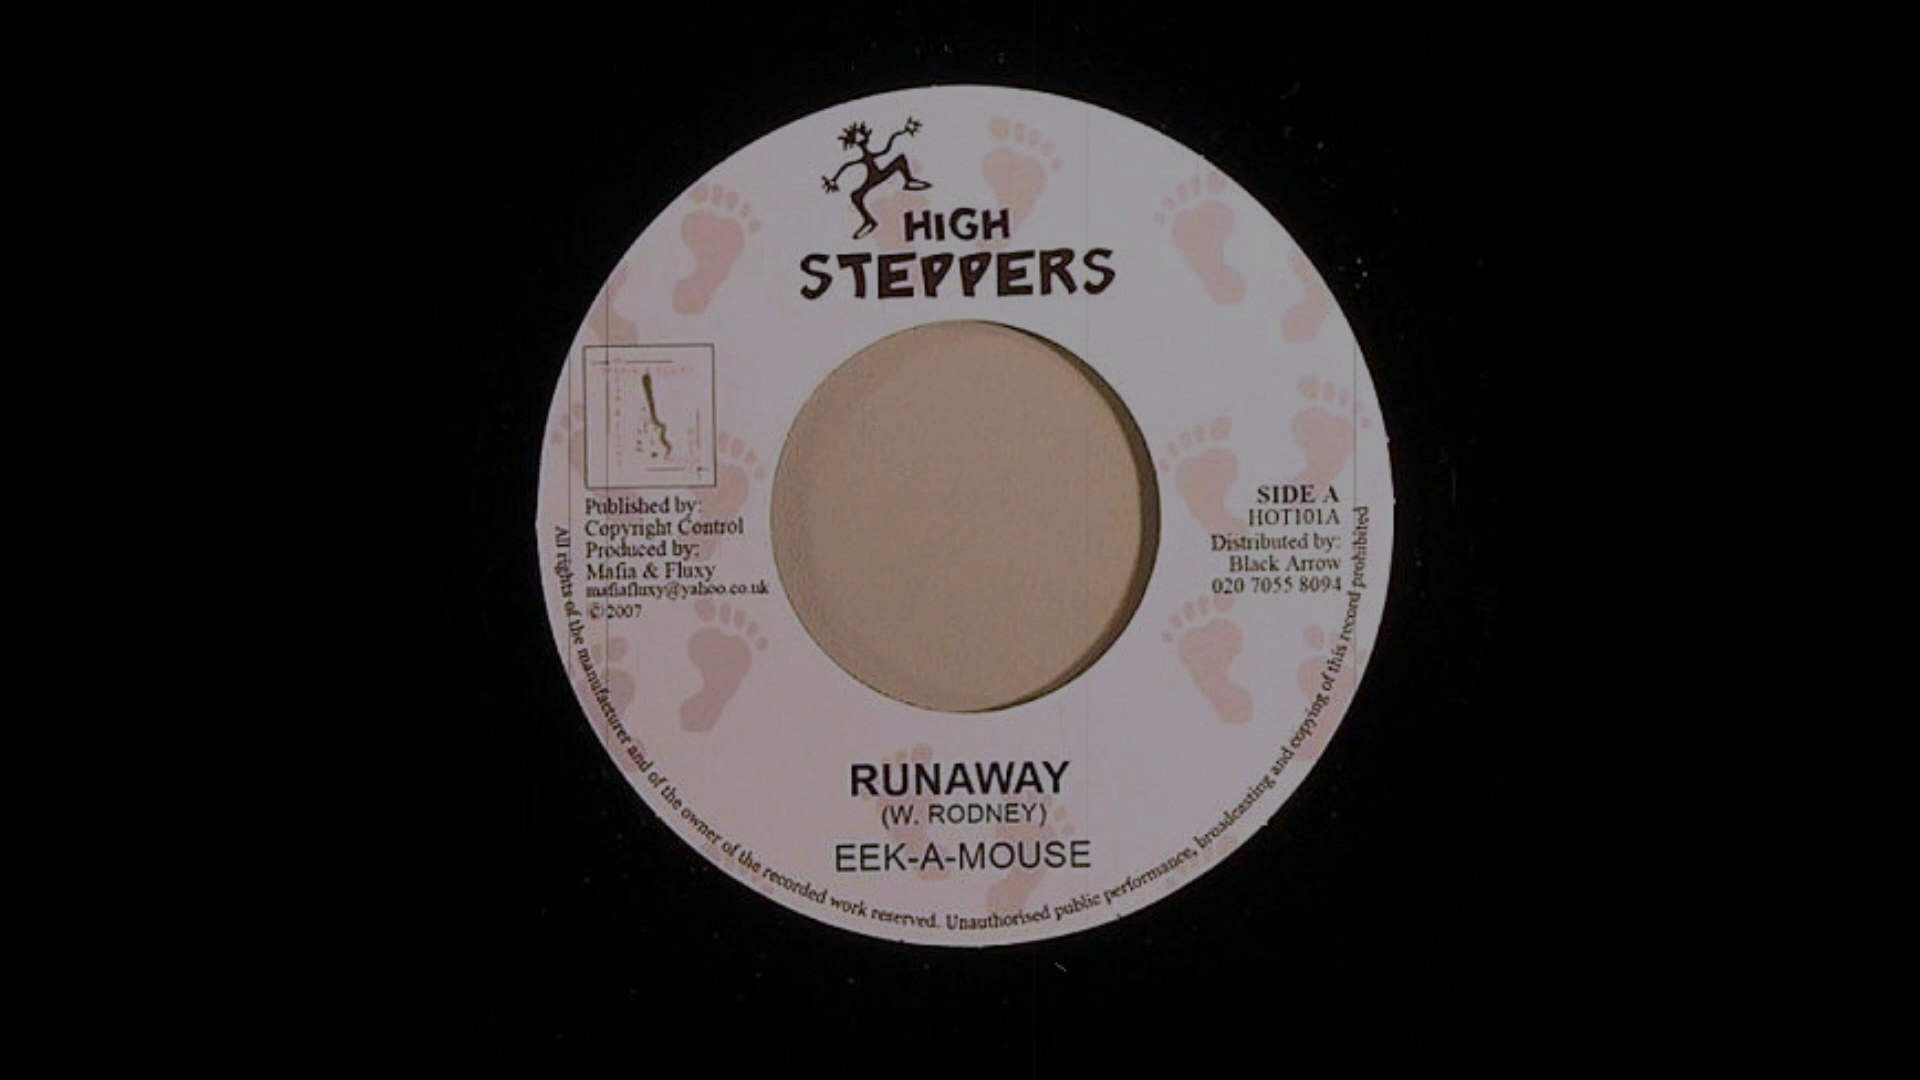 HIGH
STEPPERS
Published by:
Copyright Control
Produced by:
Mafia & Fluxy
mafiafluxy@yahoo.co.uk
©2007
SIDE A
HOT101A
Distributed by:
Black Arrow
020 7055 8094
RUNAWAY
(W. RODNEY)
EEK-A-MOUSE
All rights of the manufacturer and of the owner of the recorded work reserved. Unauthorised public performance, broadcasting and copying of this record prohibited